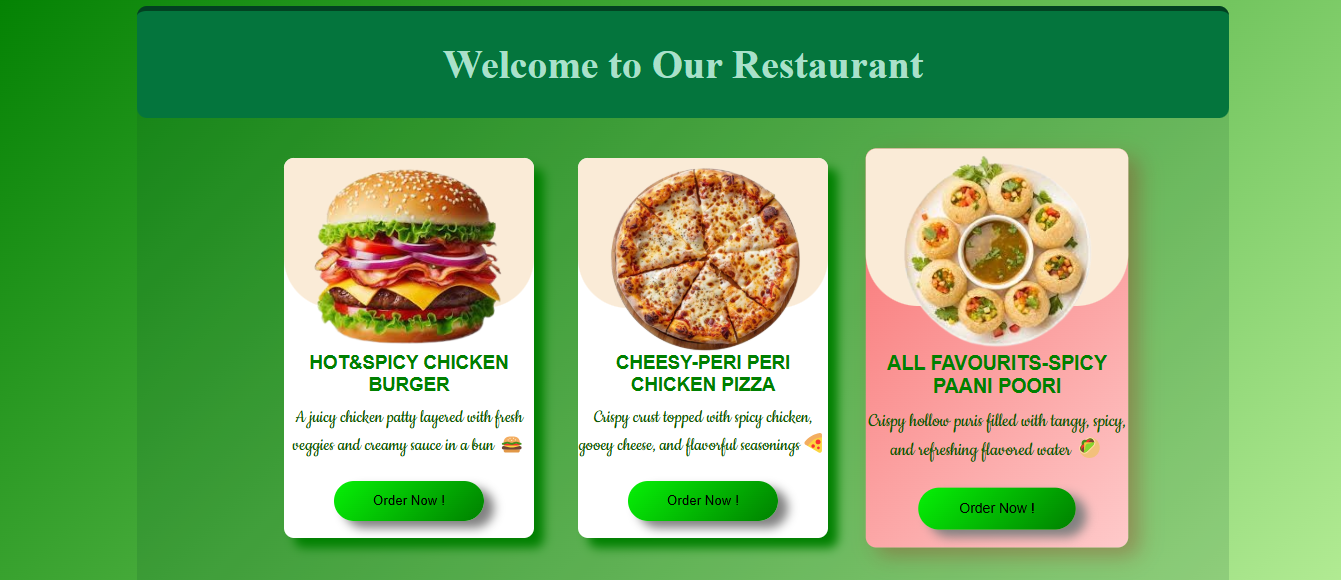 Welcome to Our Restaurant
HOT&SPICY CHICKEN
BURGER
A juicy chicken patty layered with fresh
veggies and creamy sauce in a bun 🍔
Order Now !
CHEESY-PERI PERI
CHICKEN PIZZA
Crispy crust topped with spicy chicken,
gooey cheese, and flavorful seasonings 🍕
Order Now !
ALL FAVOURITS-SPICY
PAANI POORI
Crispy hollow puris filled with tangy, spicy,
and refreshing flavored water 🥙
Order Now !